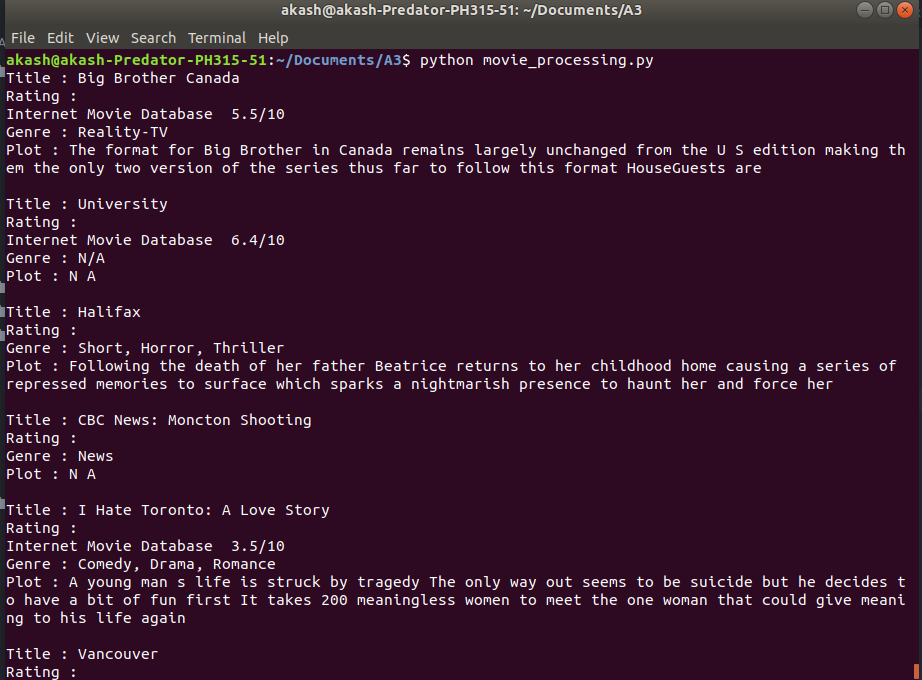 akash@akash-Predator-PH315-51: ~/Documents/A3
File Edit View Search Terminal Help
akash@akash-Predator-PH315-51:~/Documents/A3$ python movie_processing.py
Title : Big Brother Canada
Rating :
Internet Movie Database  5.5/10
Genre : Reality-TV
Plot : The format for Big Brother in Canada remains largely unchanged from the U S edition making th
em the only two version of the series thus far to follow this format HouseGuests are

Title : University
Rating :
Internet Movie Database  6.4/10
Genre : N/A
Plot : N A

Title : Halifax
Rating :
Genre : Short, Horror, Thriller
Plot : Following the death of her father Beatrice returns to her childhood home causing a series of
repressed memories to surface which sparks a nightmarish presence to haunt her and force her

Title : CBC News: Moncton Shooting
Rating :
Genre : News
Plot : N A

Title : I Hate Toronto: A Love Story
Rating :
Internet Movie Database  3.5/10
Genre : Comedy, Drama, Romance
Plot : A young man s life is struck by tragedy The only way out seems to be suicide but he decides t
o have a bit of fun first It takes 200 meaningless women to meet the one woman that could give meani
ng to his life again

Title : Vancouver
Rating :